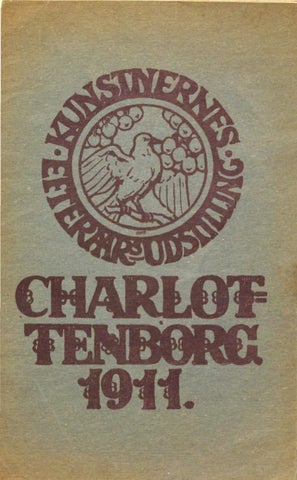 · KUNSTNERNES ·
EFTERAARSUDSTILLING
CHARLOT=
TENBORG
1911.